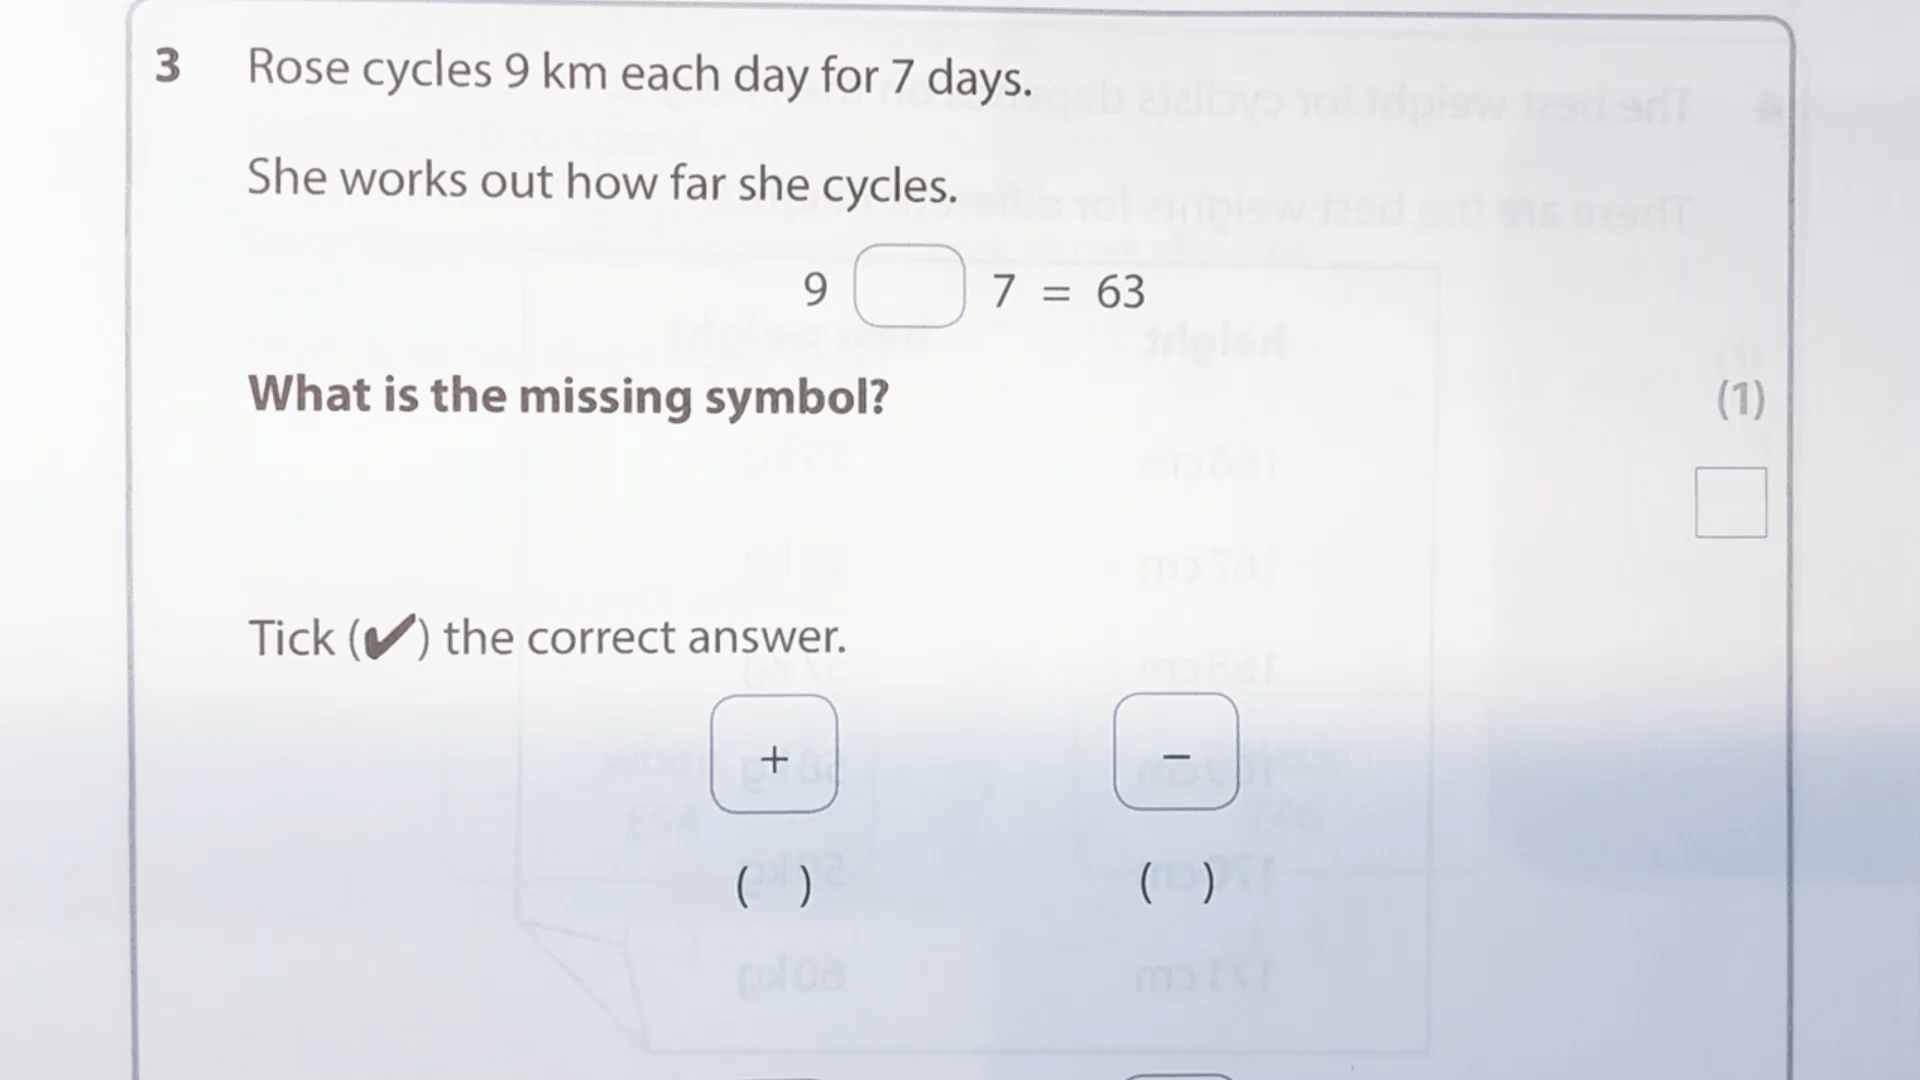 3 Rose cycles 9 km each day for 7 days.
She works out how far she cycles.
9 7 = 63
What is the missing symbol?
(1)
Tick (✔) the correct answer.
+ −
( ) ( )